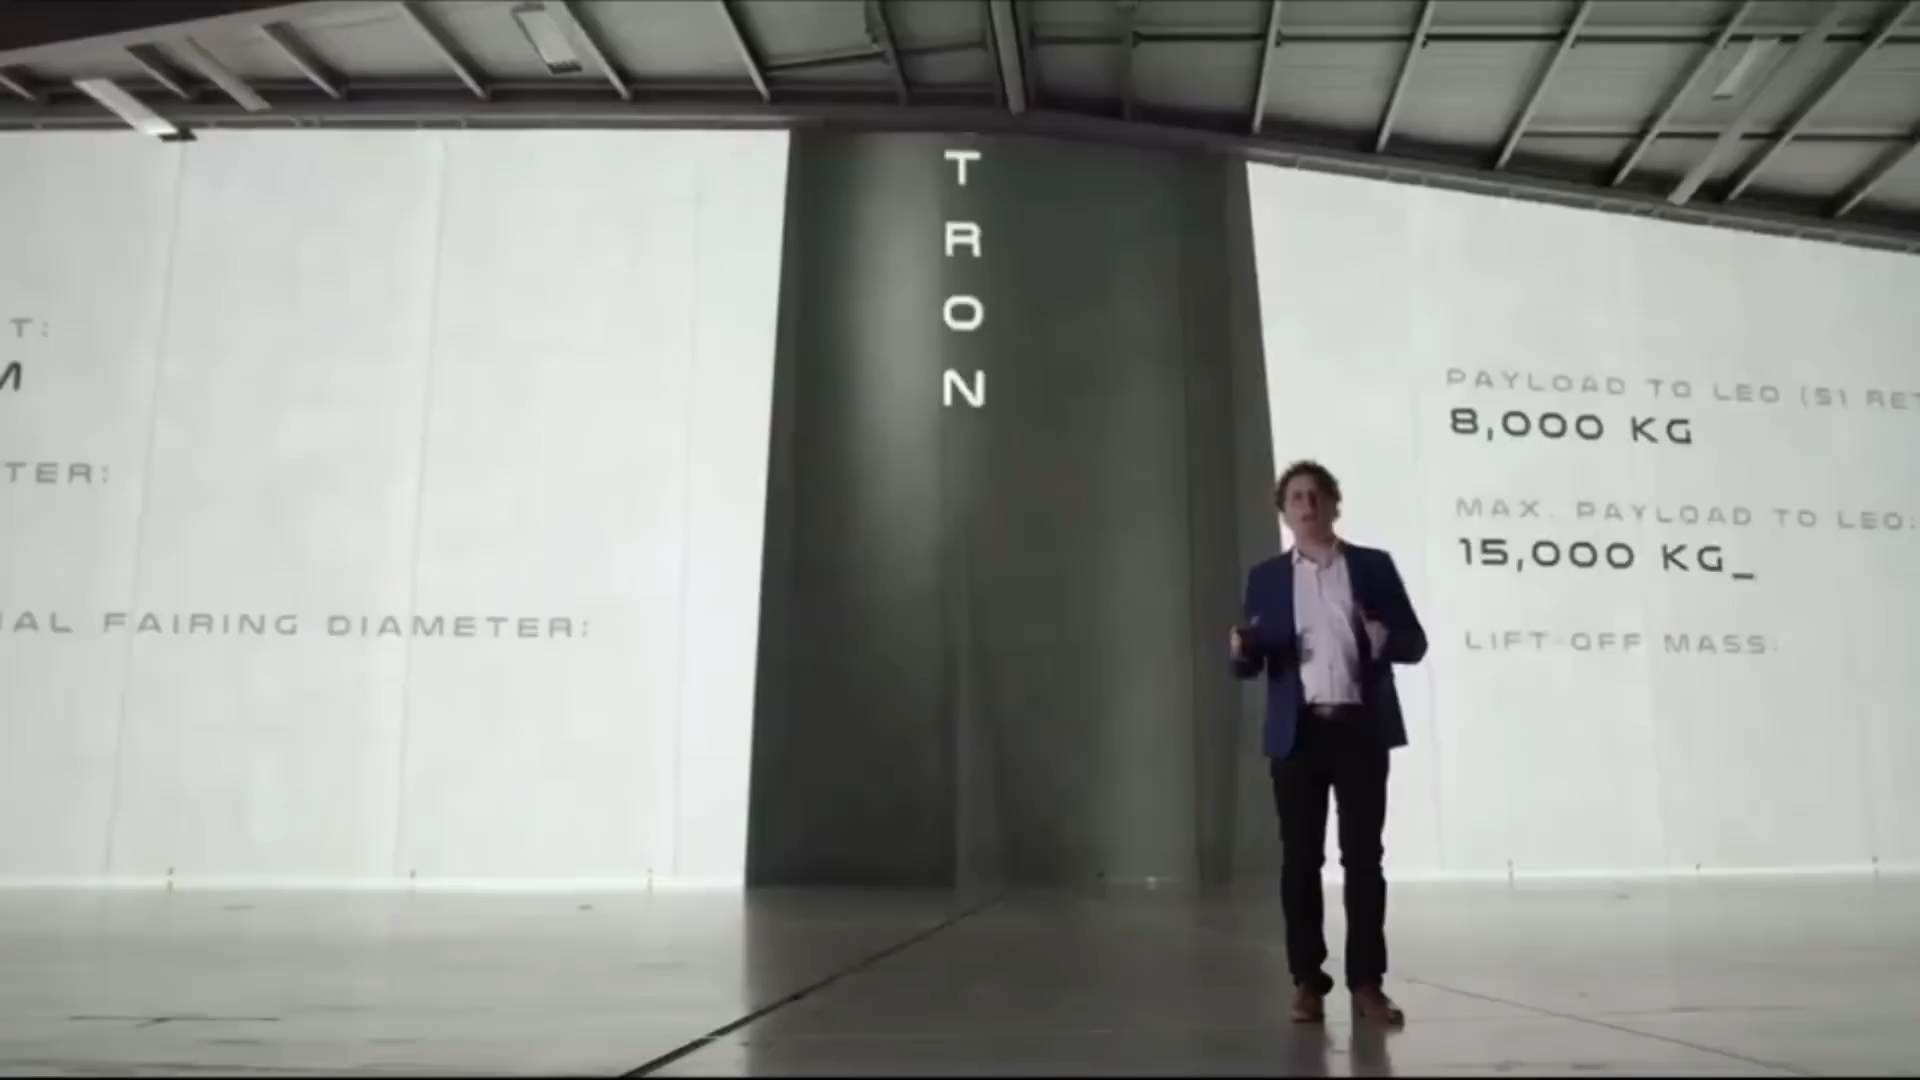 T:
M
TER:
IAL FAIRING DIAMETER:
T
R
O
N
PAYLOAD TO LEO (S1 RET
8,000 KG
MAX. PAYLOAD TO LEO:
15,000 KG_
LIFT-OFF MASS: